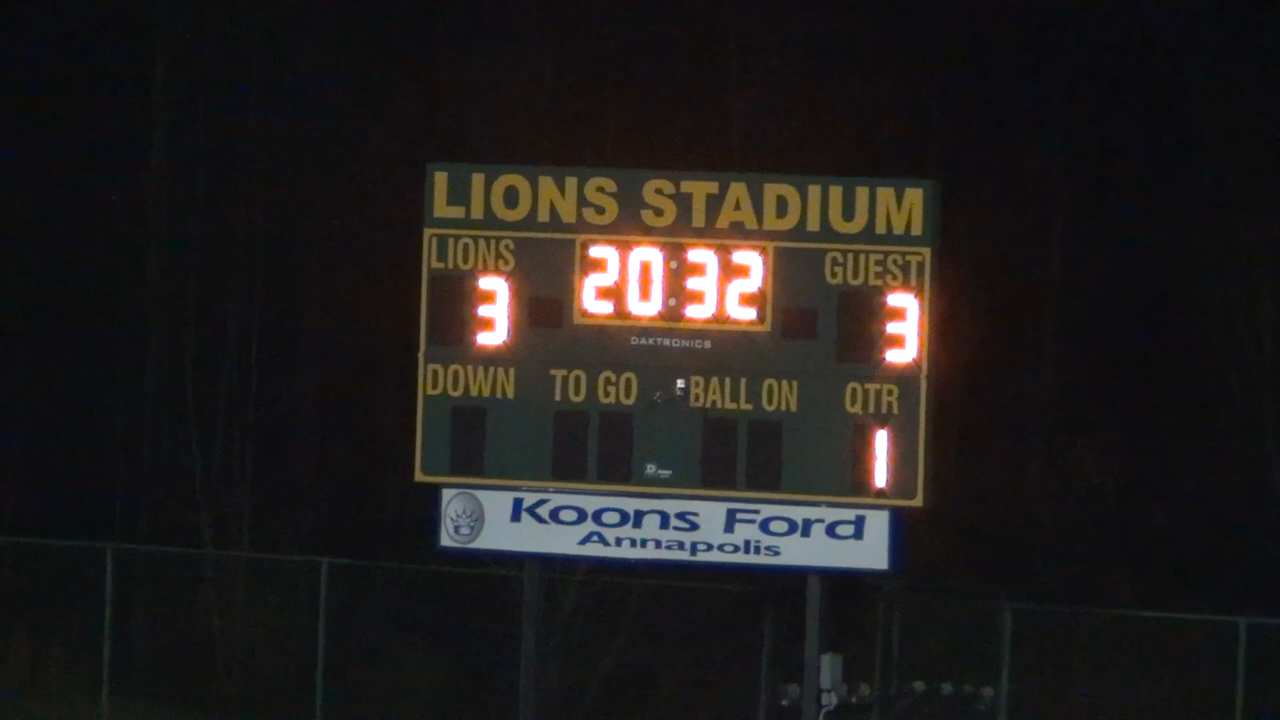 LIONS STADIUM
LIONS 20:32 GUEST
3 3
DAKTRONICS
DOWN TO GO BALL ON QTR
1
Koons Ford
Annapolis